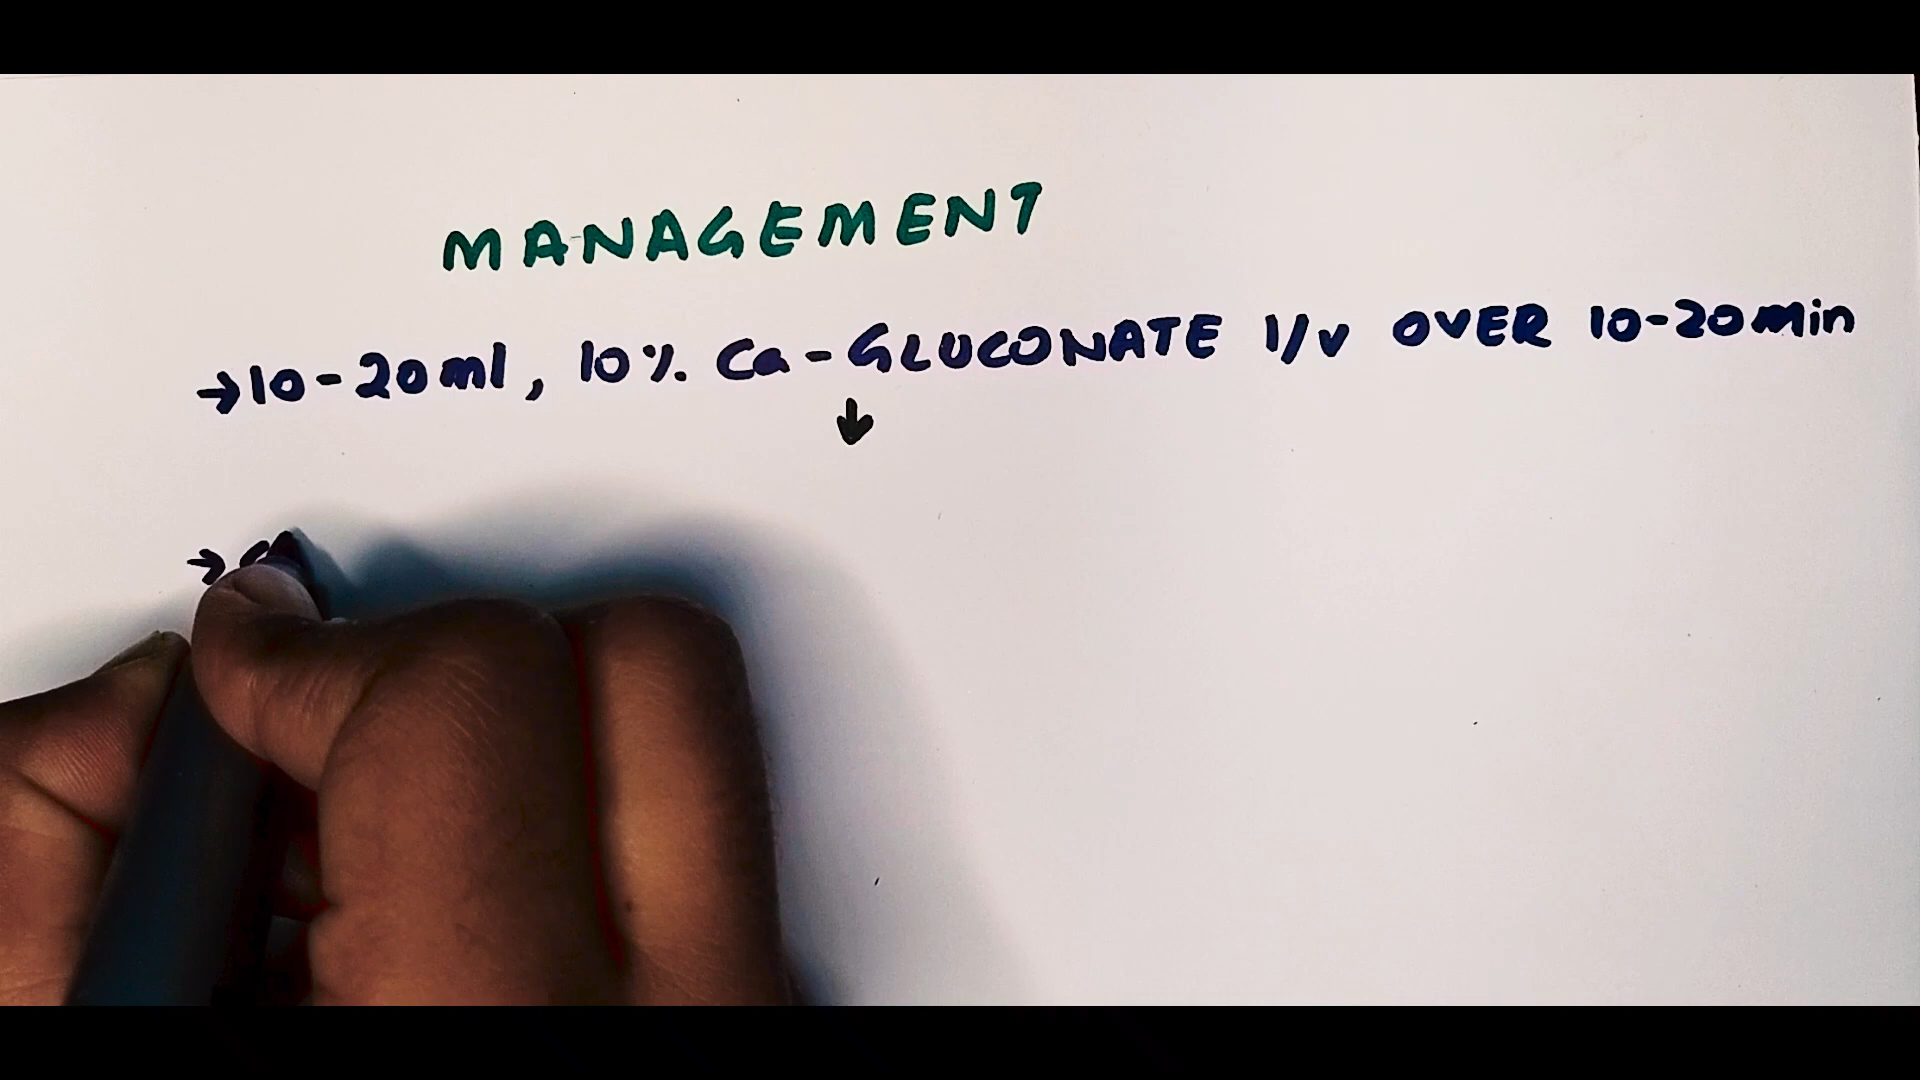 MANAGEMENT
→10-20ml, 10% Ca-GLUCONATE I/V OVER 10-20min
↓
→